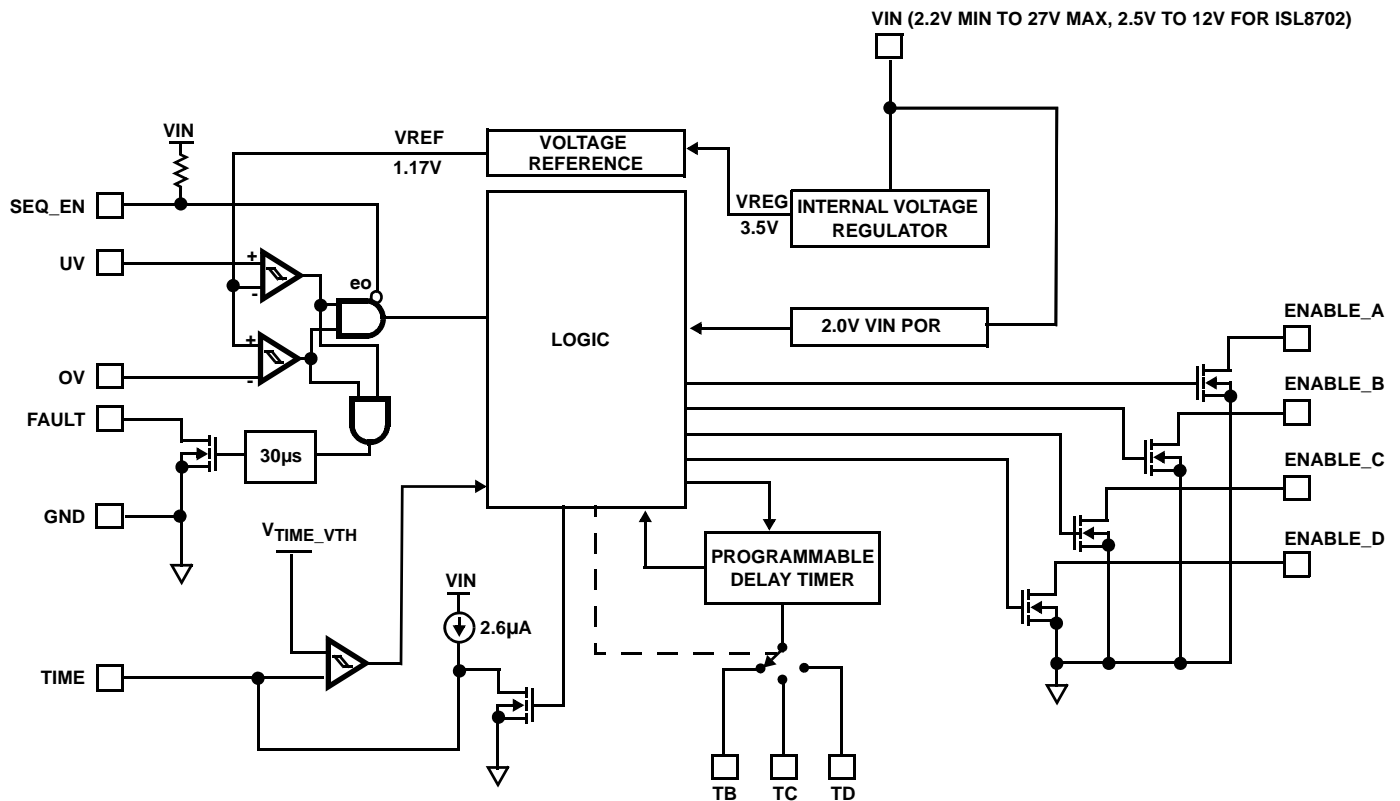 VIN (2.2V MIN TO 27V MAX, 2.5V TO 12V FOR ISL8702)
VIN
VREF
1.17V
VOLTAGE
REFERENCE
SEQ_EN
VREG
3.5V
INTERNAL VOLTAGE
REGULATOR
UV
+
-
eo
2.0V VIN POR
ENABLE_A
LOGIC
+
-
OV
ENABLE_B
FAULT
30µs
ENABLE_C
GND
VTIME_VTH
PROGRAMMABLE
DELAY TIMER
ENABLE_D
VIN
2.6µA
TIME
TB
TC
TD